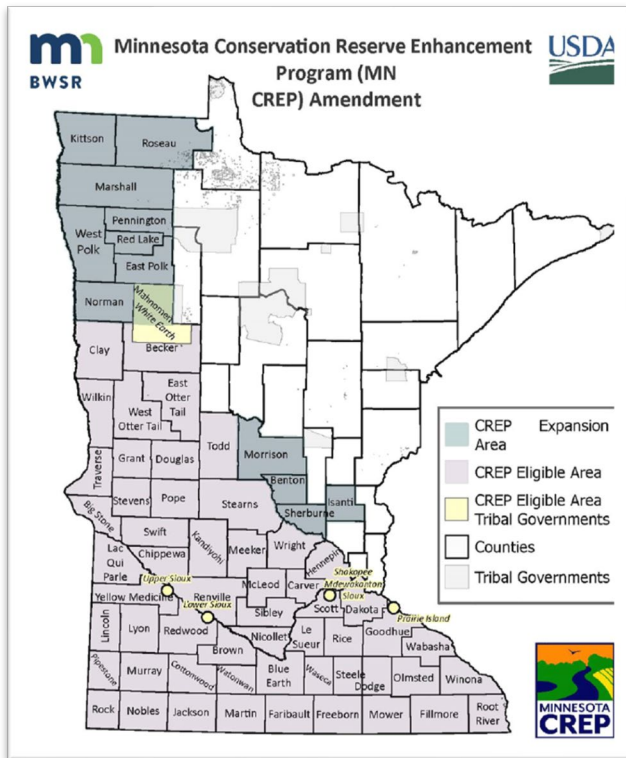 BWSR
Minnesota Conservation Reserve Enhancement
Program (MN
CREP) Amendment
USDA
Kittson
Roseau
Marshall
Pennington
West
Polk
Red Lake
East Polk
Norman
Mahnomen
White Earth
Clay
Becker
Wilkin
East
Otter
Tail
West
Otter Tail
Todd
Morrison
Traverse
Grant
Douglas
Benton
Isanti
Stevens
Pope
Stearns
Sherburne
Big Stone
Swift
Kandiyohi
Meeker
Wright
Hennepin
Lac
Qui
Parle
Chippewa
McLeod
Carver
Shakopee
Mdewakanton
Sioux
Upper Sioux
Yellow Medicine
Renville
Lower Sioux
Sibley
Scott
Dakota
Prairie Island
Lincoln
Lyon
Redwood
Nicollet
Le
Sueur
Rice
Goodhue
Wabasha
Brown
Pipestone
Murray
Cottonwood
Watonwan
Blue
Earth
Waseca
Steele
Dodge
Olmsted
Winona
Rock
Nobles
Jackson
Martin
Faribault
Freeborn
Mower
Fillmore
Root
River
CREP Expansion
Area
CREP Eligible Area
CREP Eligible Area
Tribal Governments
Counties
Tribal Governments
MINNESOTA
CREP